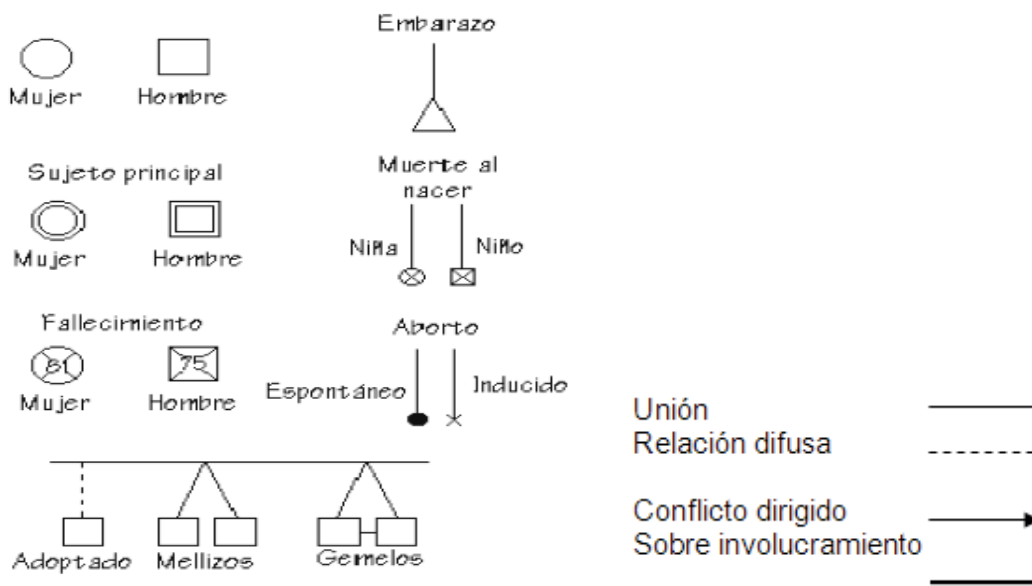 Embarazo
Mujer Hombre
Sujeto principal
Mujer Hombre
Muerte al
nacer
Niña Niño
Fallecimiento
81 75
Mujer Hombre
Aborto
Espontáneo Inducido
Adoptado Mellizos Gemelos
Unión
Relación difusa
Conflicto dirigido
Sobre involucramiento